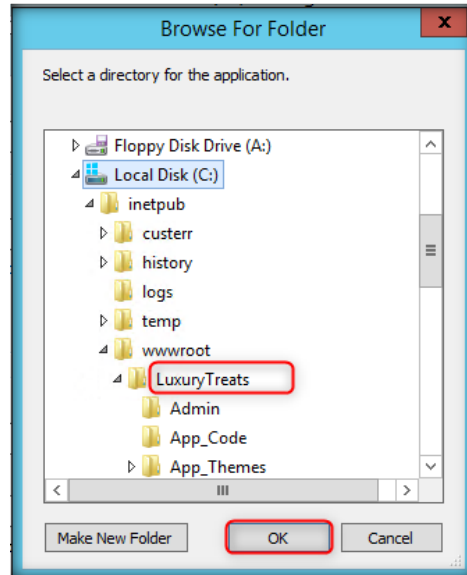 Browse For Folder
x
Select a directory for the application.
Floppy Disk Drive (A:)
Local Disk (C:)
inetpub
custerr
history
logs
temp
wwwroot
LuxuryTreats
Admin
App_Code
App_Themes
Make New Folder
OK
Cancel